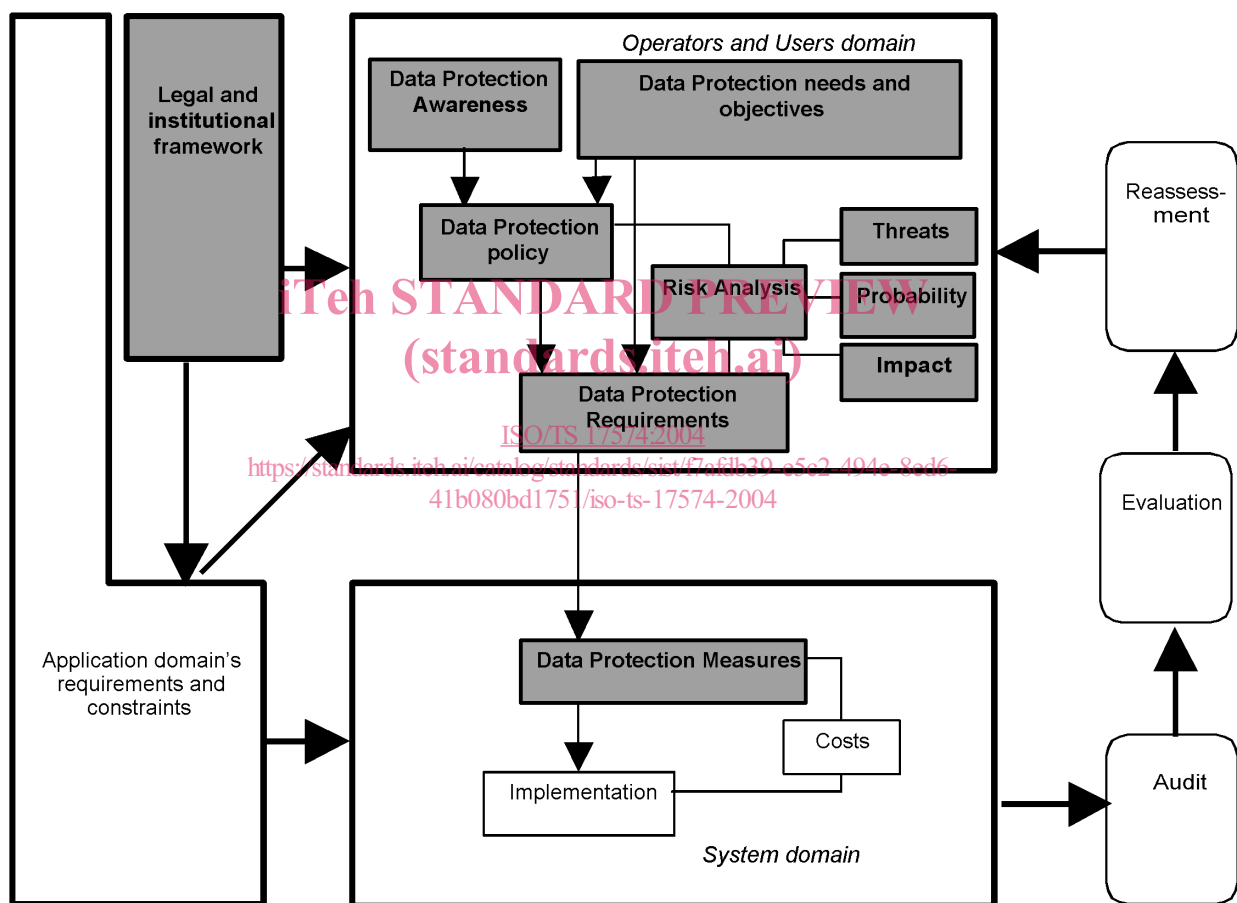 Operators and Users domain
Legal and
institutional
framework
Data Protection
Awareness
Data Protection needs and
objectives
Data Protection
policy
Risk Analysis
Threats
Probability
Impact
Data Protection
Requirements
Reassess-
ment
Evaluation
Audit
Application domain’s
requirements and
constraints
Data Protection Measures
Costs
Implementation
System domain
iTeh STANDARD PREVIEW
(standards.iteh.ai)
ISO/TS 17574:2004
https://standards.iteh.ai/catalog/standards/sist/f7afdb39-e5c2-494e-8ed6-
41b080bd1751/iso-ts-17574-2004